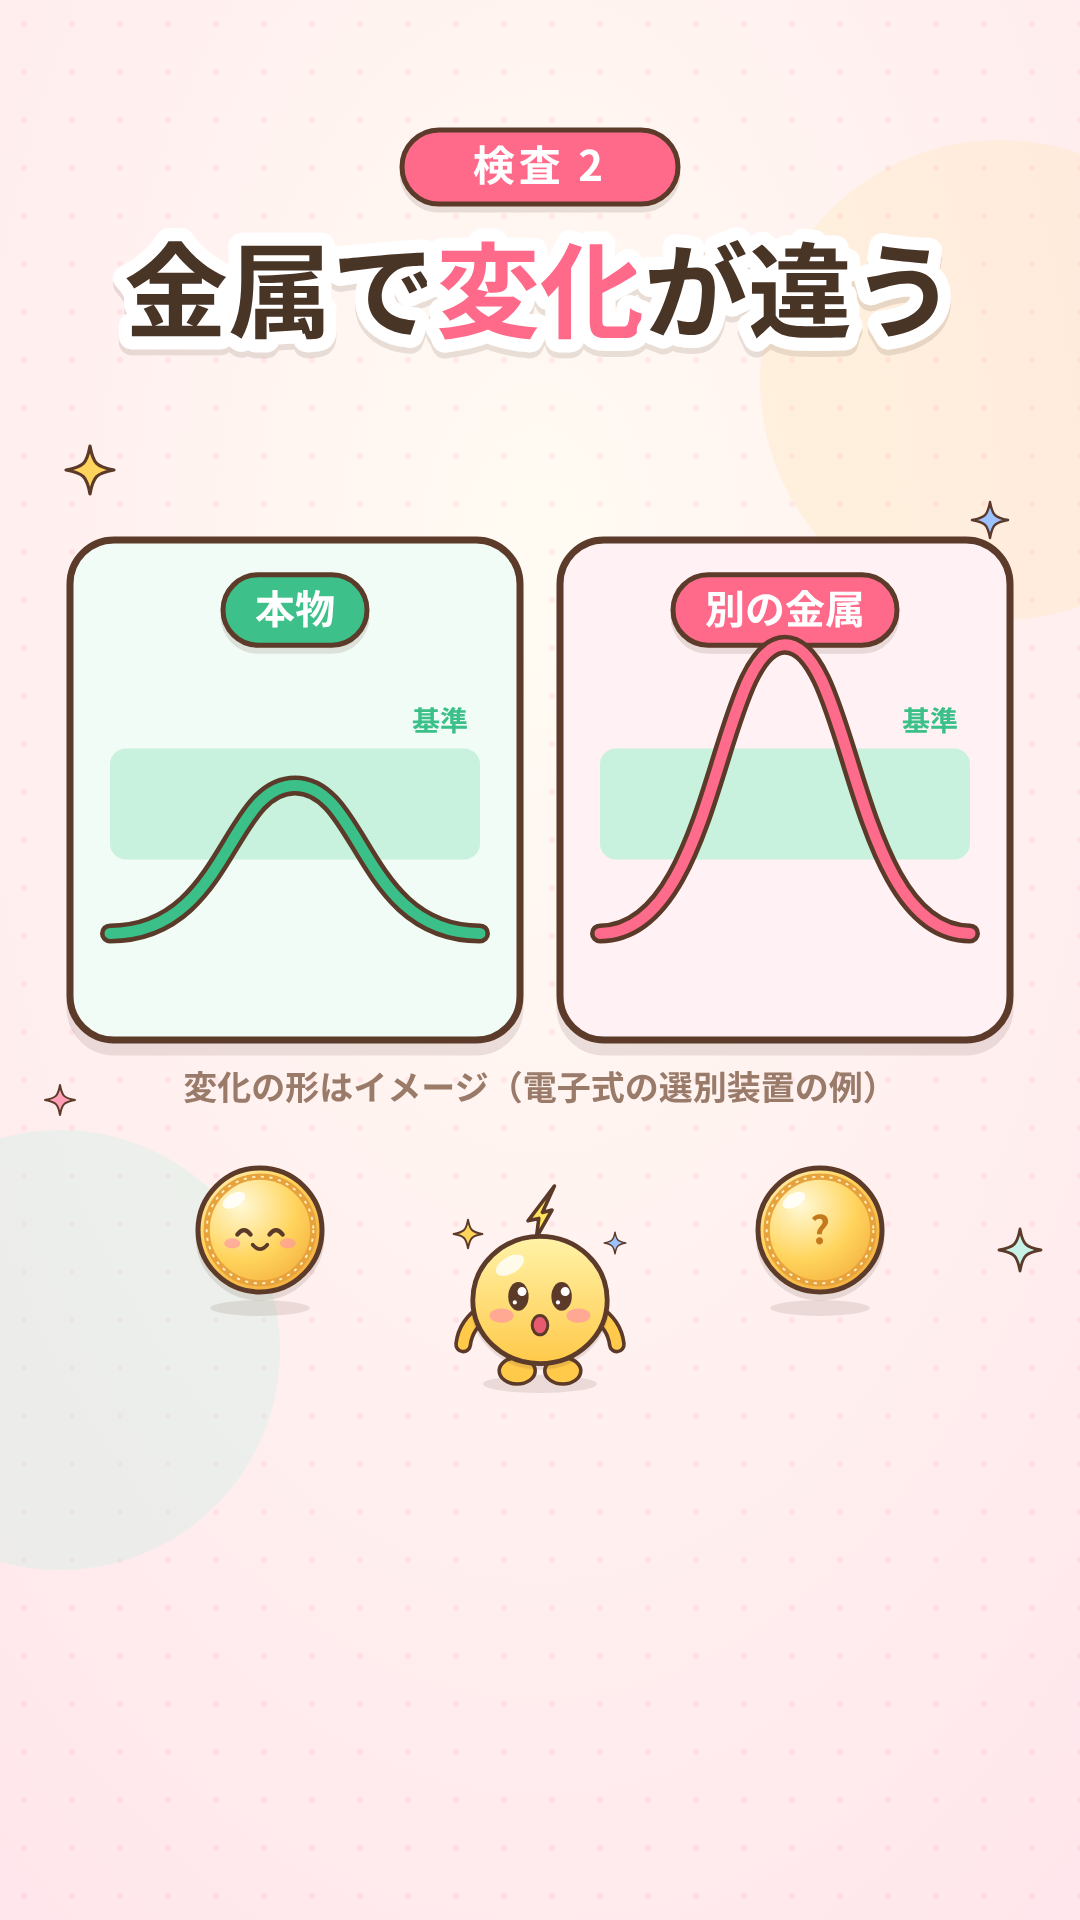 検査 2
金属で変化が違う
本物
別の金属
基準
基準
変化の形はイメージ（電子式の選別装置の例）
?